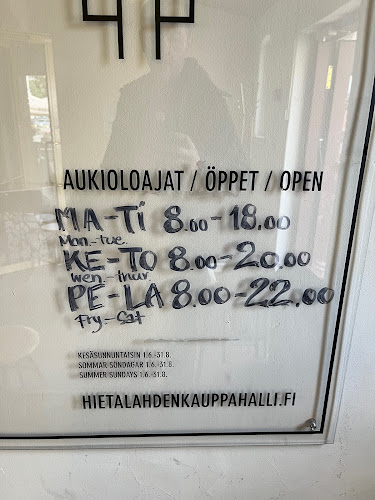 AUKIOLOAJAT / ÖPPET / OPEN
MA-Ti 8.00-18.00
Mon.-tue
KE-TO 8.00-20.00
Wen.-thur
PE-LA 8.00-22.00
Fry-Sat
KESÄSUNNUNTAISIN 1.6.-31.8.
SOMMAR SÖNDAGAR 1.6.-31.8.
SUMMER SUNDAYS 1.6.-31.8.
HIETALAHDENKAUPPAHALLI.FI